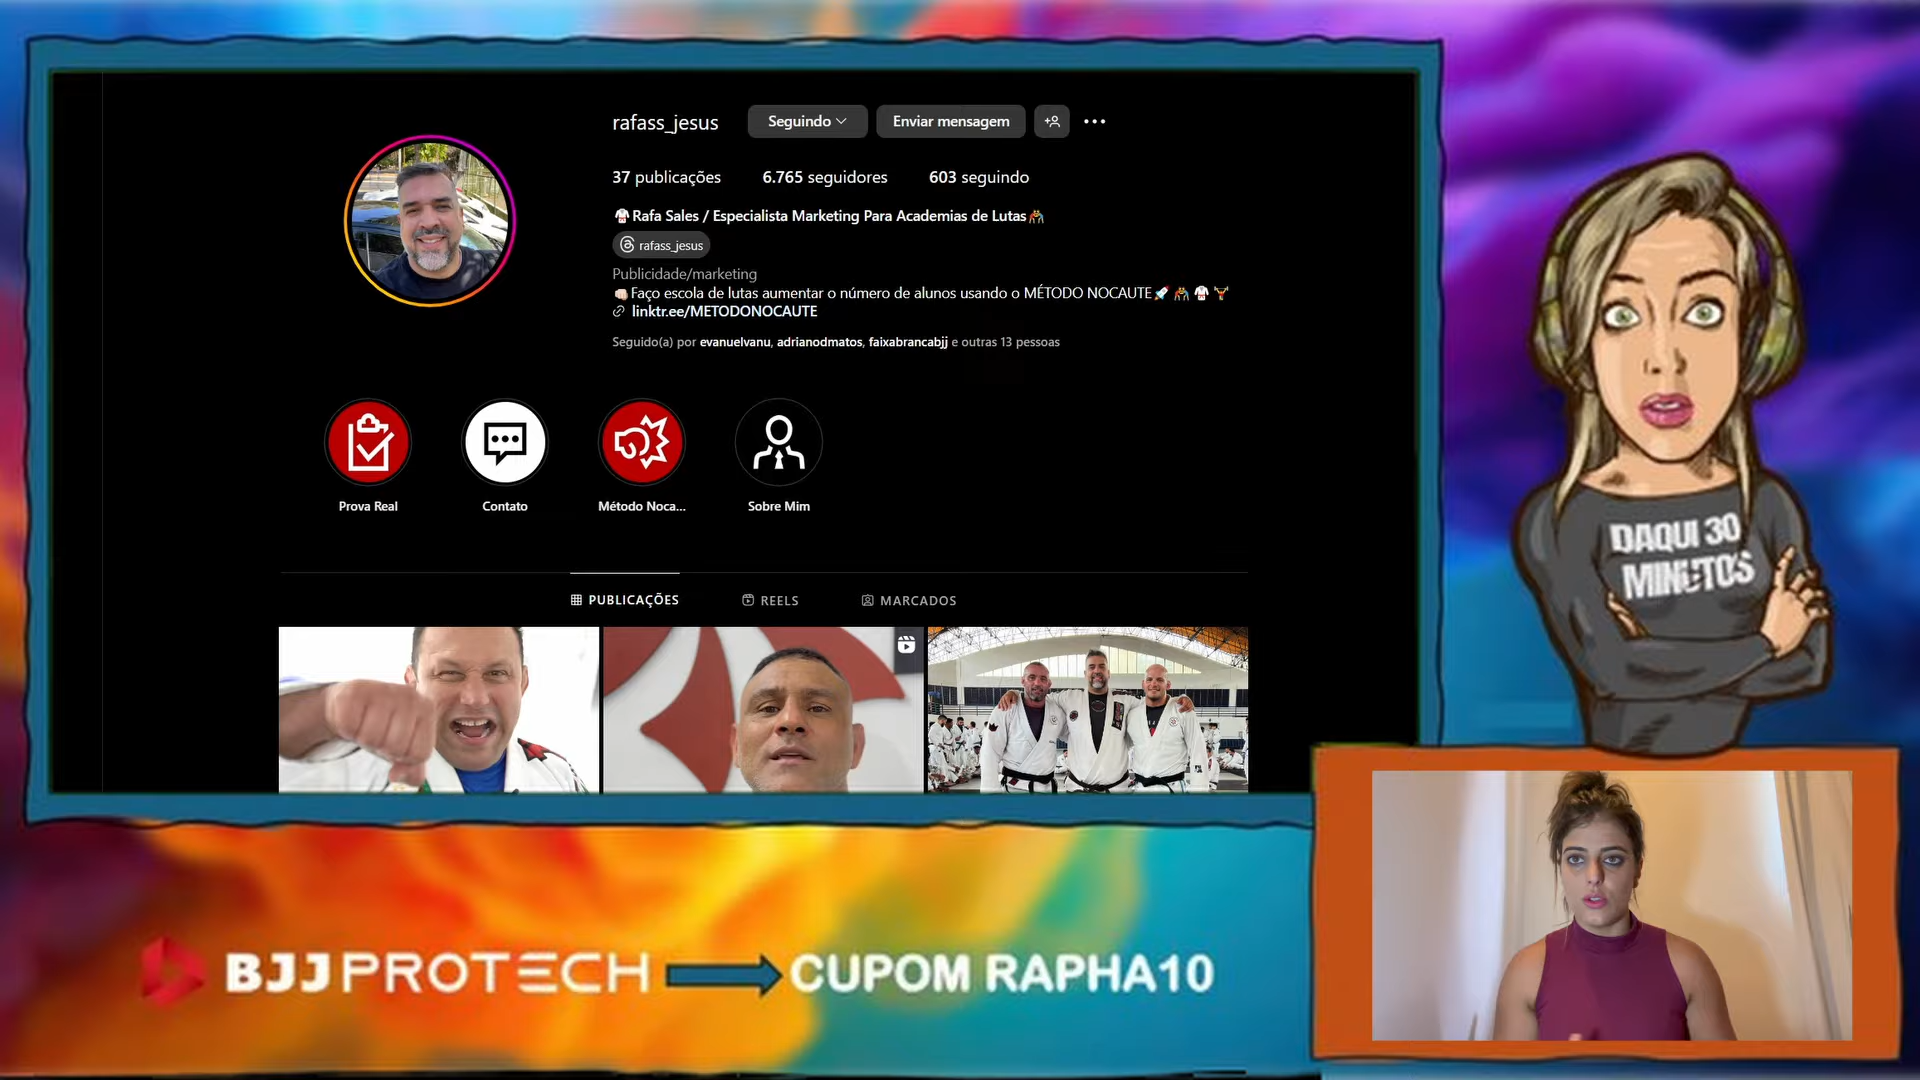 rafass_jesus
Seguindo
Enviar mensagem
37 publicações
6.765 seguidores
603 seguindo
Rafa Sales / Especialista Marketing Para Academias de Lutas
rafass_jesus
Publicidade/marketing
👊🏻Faço escola de lutas aumentar o número de alunos usando o MÉTODO NOCAUTE🚀
linktr.ee/METODONOCAUTE
Seguido(a) por evanuelvanu, adrianodmatos, faixabrancabjj e outras 13 pessoas
Prova Real
Contato
Método Noca...
Sobre Mim
PUBLICAÇÕES
REELS
MARCADOS
DAQUI 30
MINUTOS
BJJPROTECH
CUPOM RAPHA10